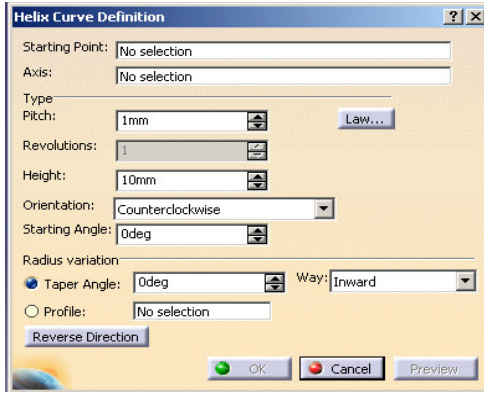 Helix Curve Definition
Starting Point: No selection
Axis: No selection
Type
Pitch: 1mm Law...
Revolutions: 1
Height: 10mm
Orientation: Counterclockwise
Starting Angle: 0deg
Radius variation
Taper Angle: 0deg Way: Inward
Profile: No selection
Reverse Direction
OK Cancel Preview